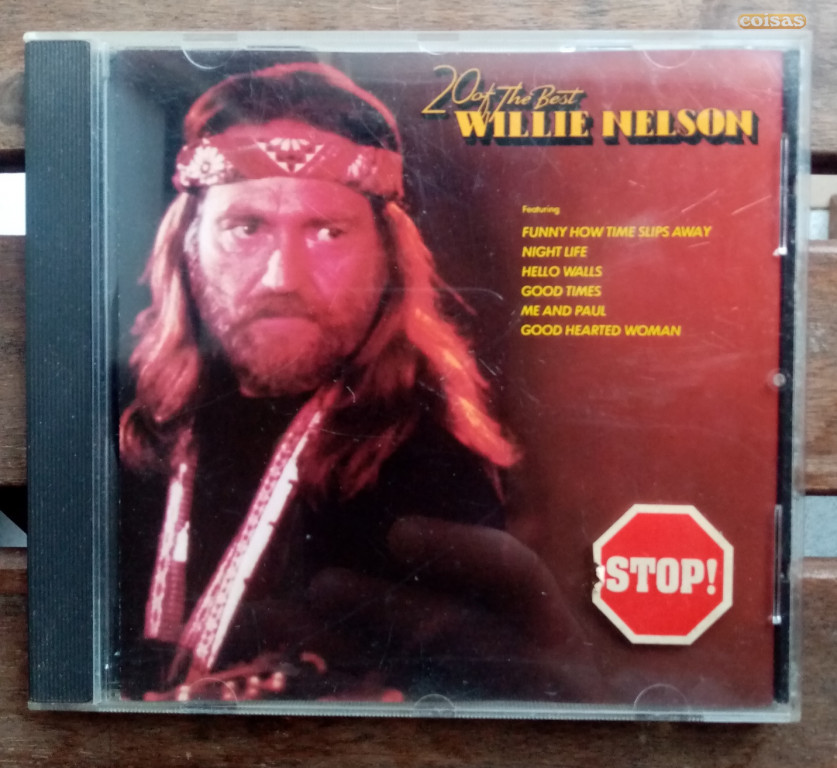 coisas
20 of The Best
WILLIE NELSON
Featuring
FUNNY HOW TIME SLIPS AWAY
NIGHT LIFE
HELLO WALLS
GOOD TIMES
ME AND PAUL
GOOD HEARTED WOMAN
STOP!